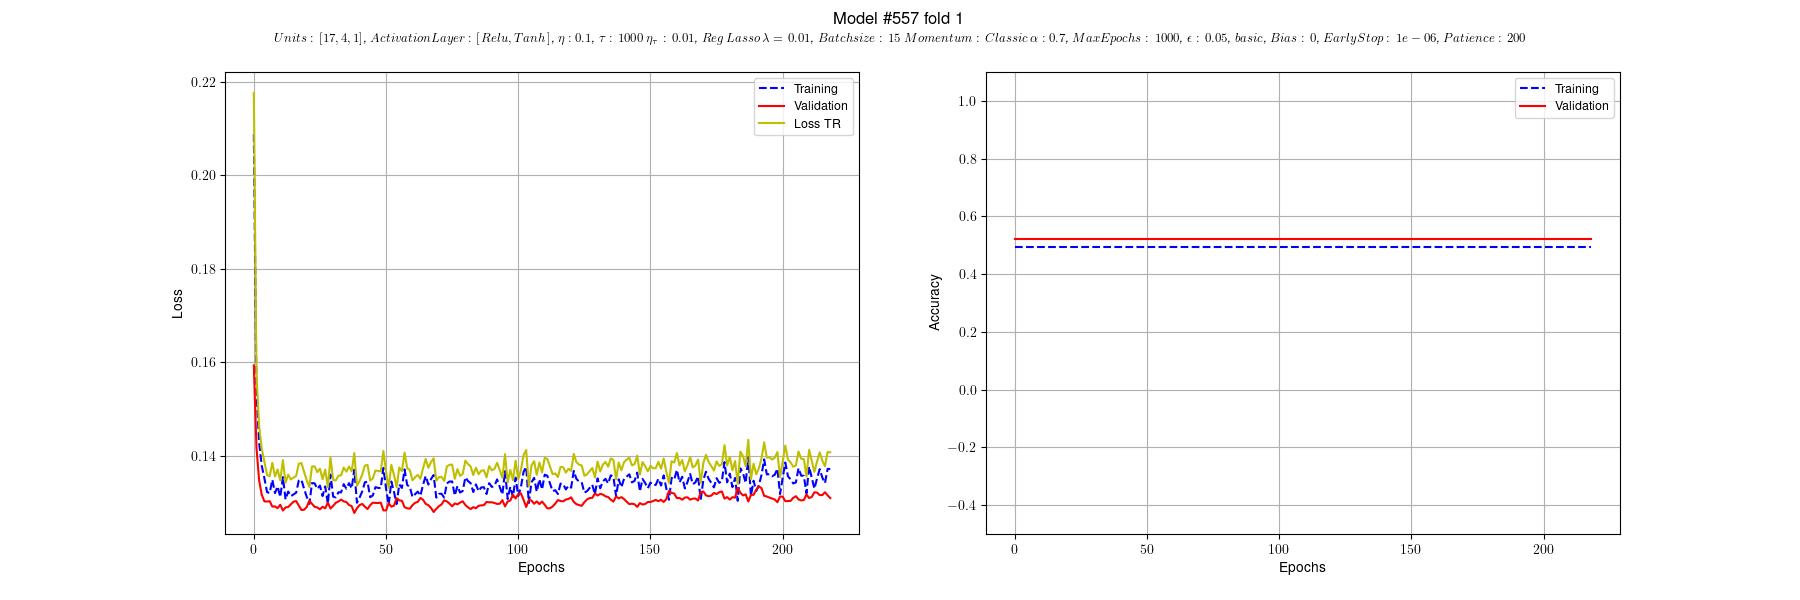 Model #557 fold 1
Units : [17, 4, 1], ActivationLayer : [Relu, Tanh], η : 0.1, τ : 1000 ητ : 0.01, Reg Lasso λ = 0.01, Batchsize : 15 Momentum : Classic α : 0.7, MaxEpochs : 1000, ϵ : 0.05, basic, Bias : 0, EarlyStop : 1e − 06, Patience : 200
0.22
0.20
0.18
0.16
0.14
Loss
Training
Validation
Loss TR
0
50
100
150
200
Epochs
1.0
0.8
0.6
0.4
0.2
0.0
−0.2
−0.4
Accuracy
Training
Validation
0
50
100
150
200
Epochs